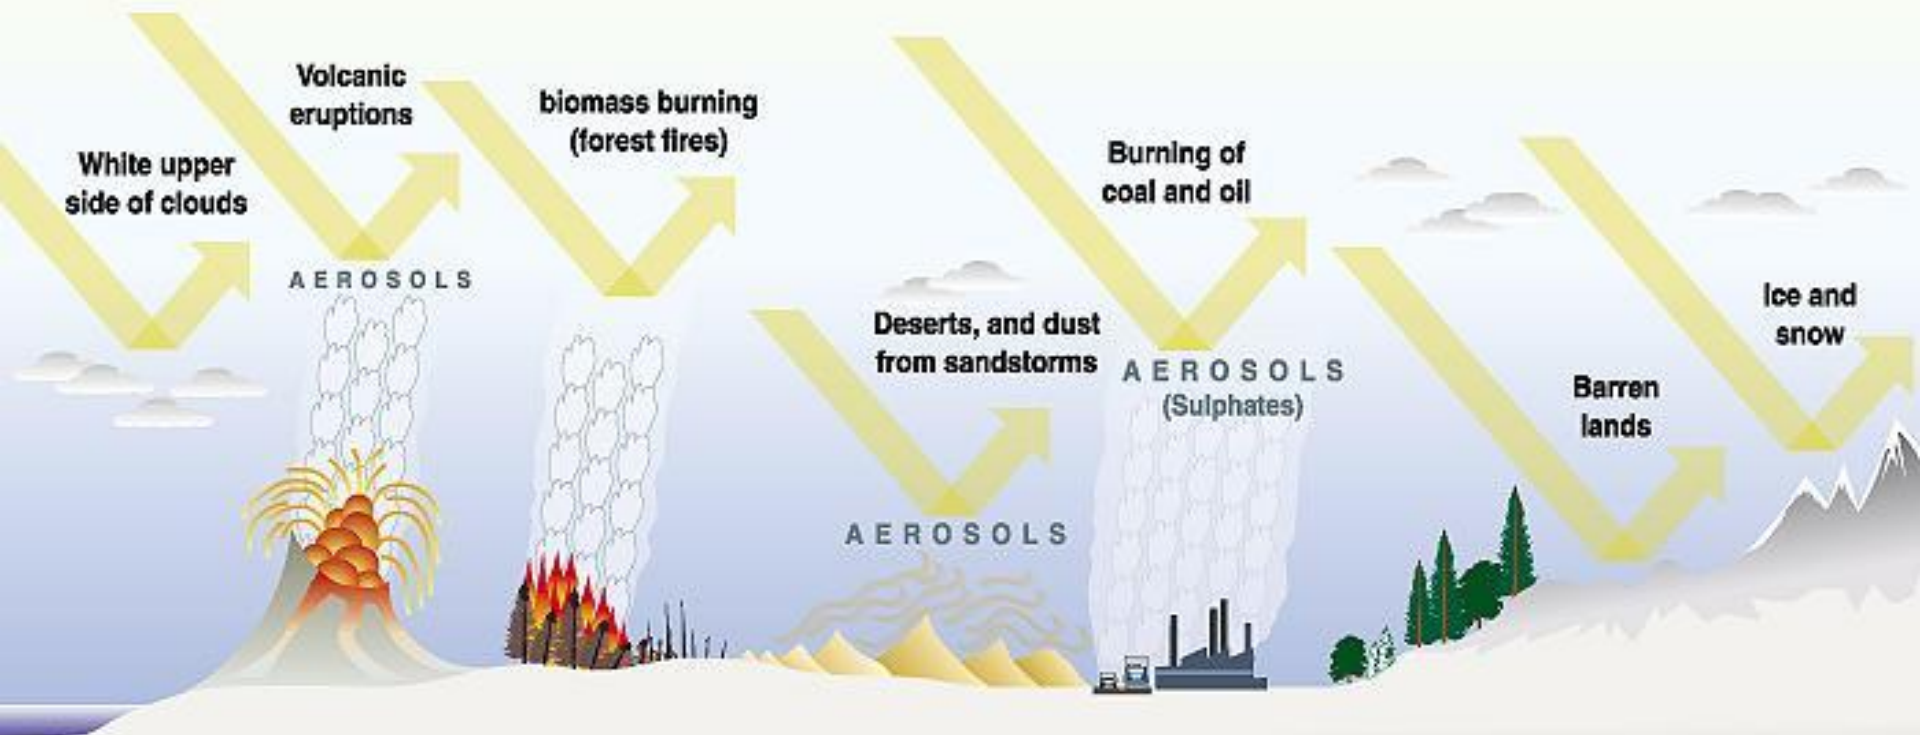 White upper
side of clouds
Volcanic
eruptions
AEROSOLS
biomass burning
(forest fires)
Deserts, and dust
from sandstorms
AEROSOLS
Burning of
coal and oil
AEROSOLS
(Sulphates)
Barren
lands
Ice and
snow